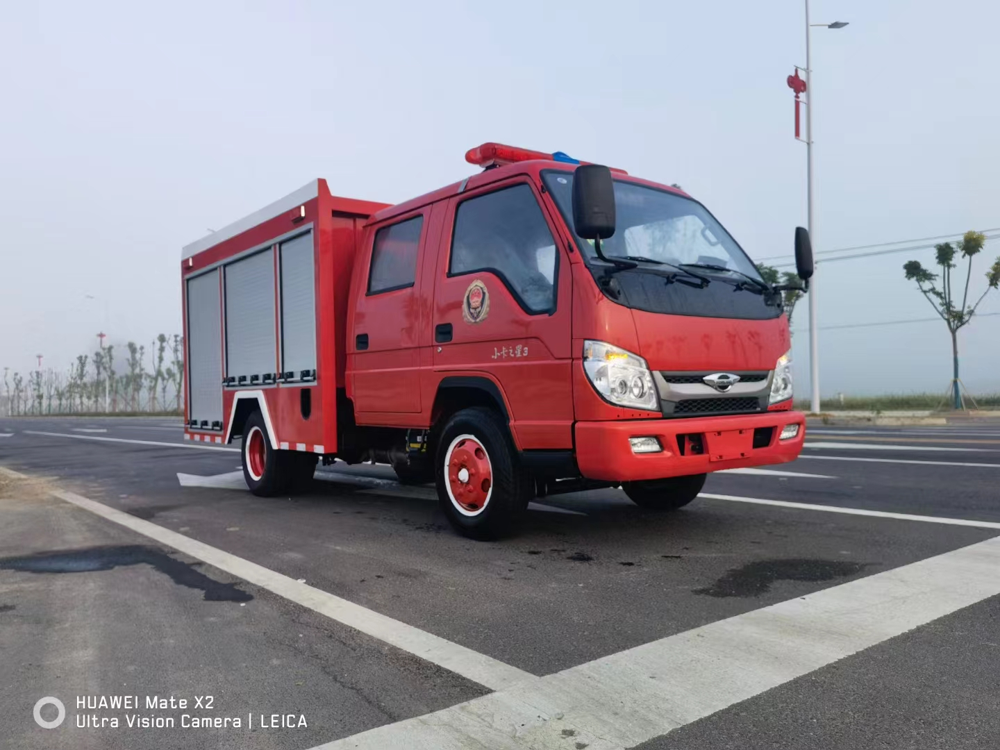 小卡之星3
HUAWEI Mate X2
Ultra Vision Camera | LEICA